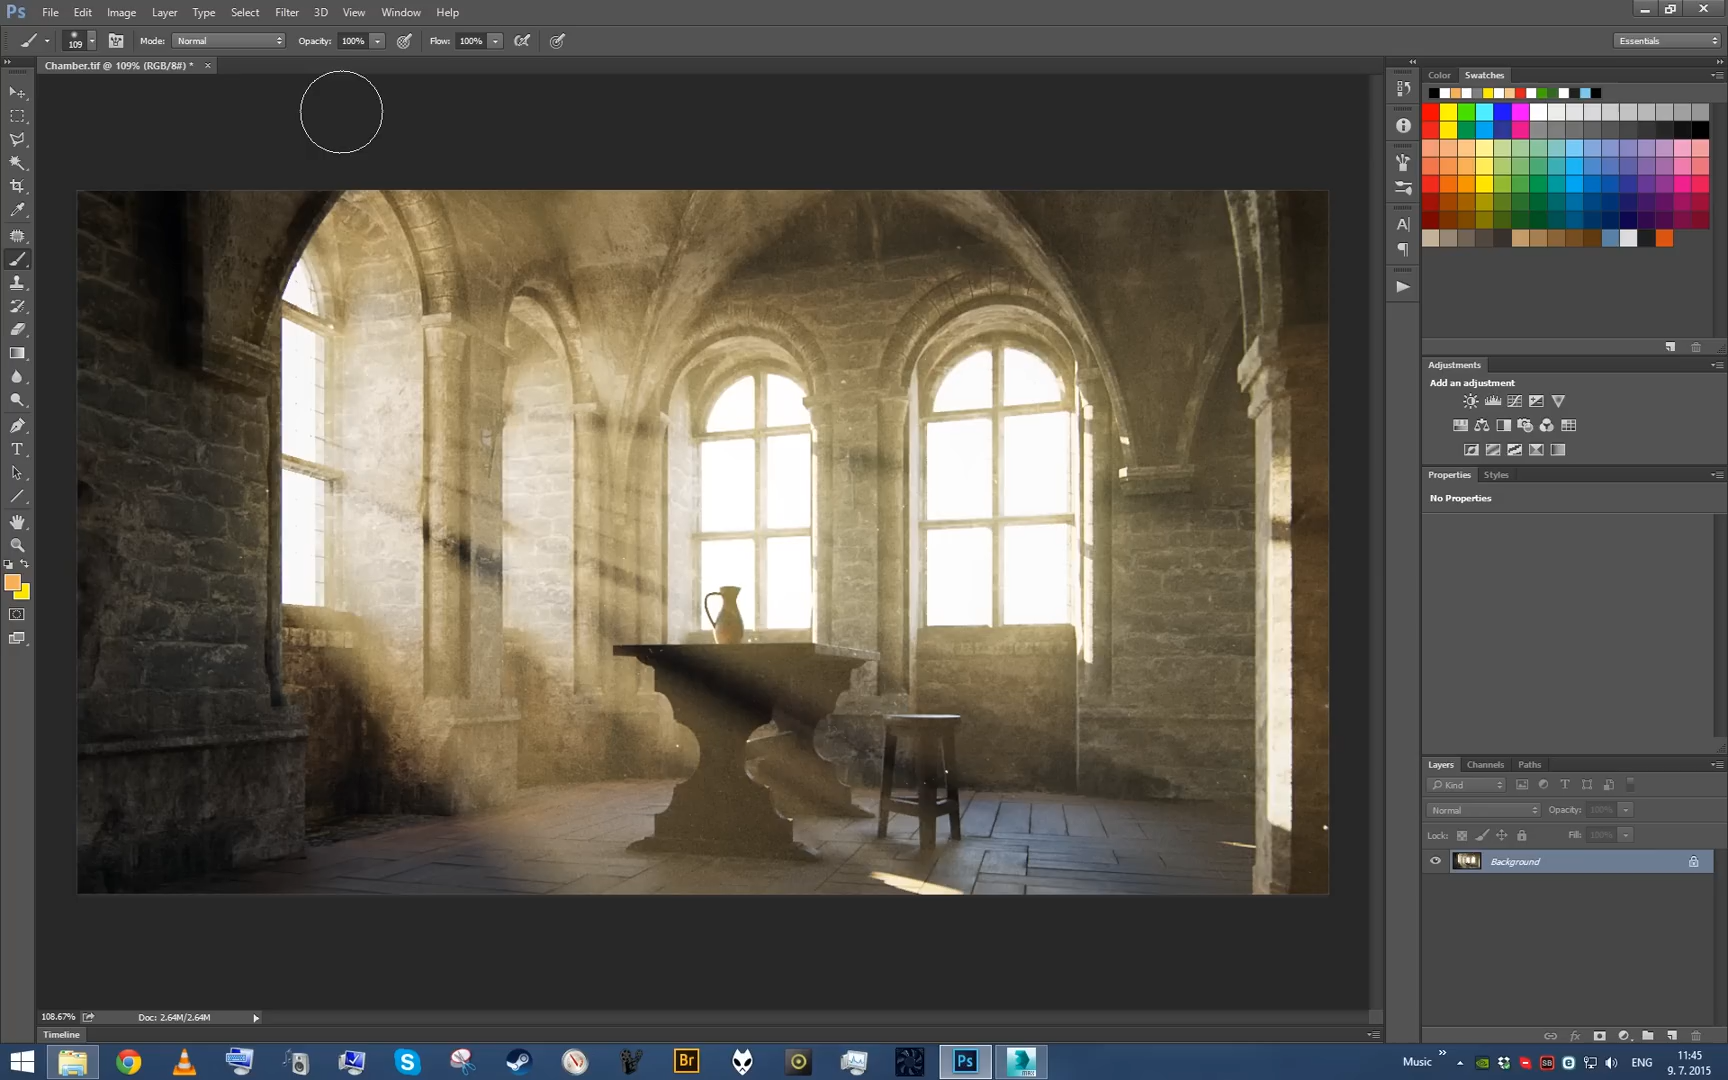 Ps File Edit Image Layer Type Select Filter 3D View Window Help
109 Mode: Normal Opacity: 100% Flow: 100% Essentials
Chamber.tif @ 109% (RGB/8#) * ×
Color Swatches
Adjustments
Add an adjustment
Properties Styles
No Properties
Layers Channels Paths
Kind
Normal Opacity: 100%
Lock: Fill: 100%
Background
108.67% Doc: 2.64M/2.64M
Timeline
Br Ps MAX Music ENG 11:45
9. 7. 2015